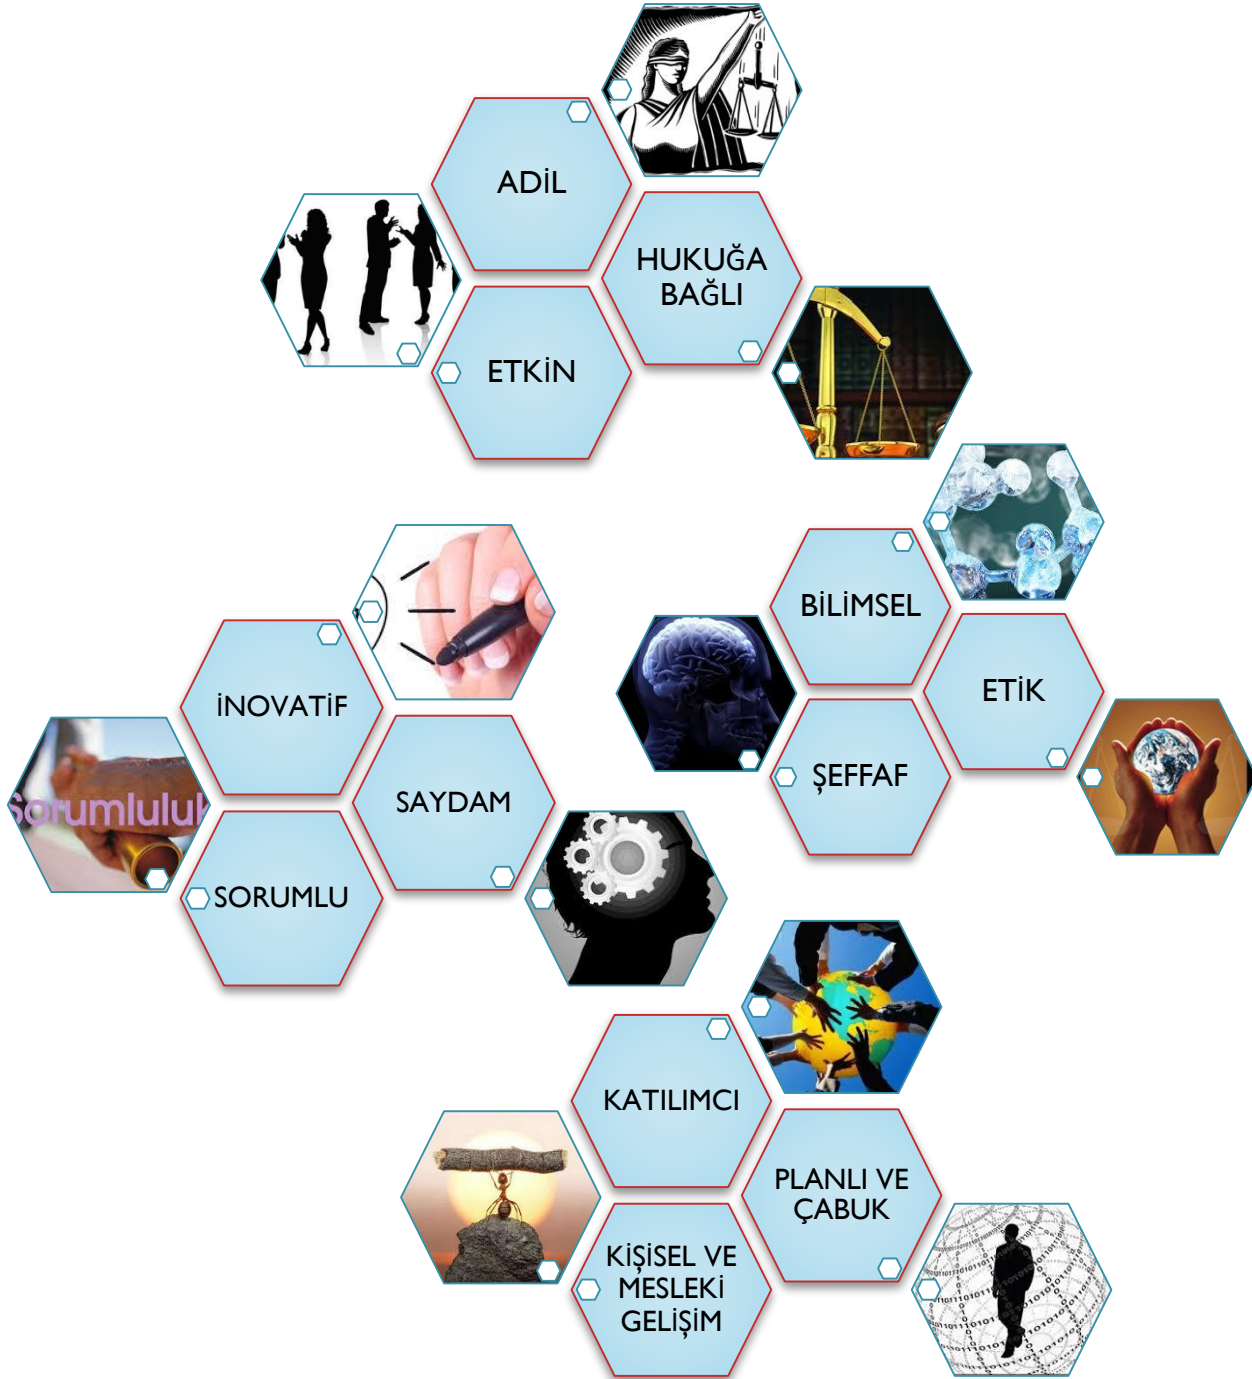 ADİL
HUKUĞA
BAĞLI
ETKİN
BİLİMSEL
ETİK
ŞEFFAF
İNOVATİF
SAYDAM
Sorumluluk
SORUMLU
KATILIMCI
PLANLI VE
ÇABUK
KİŞİSEL VE
MESLEKİ
GELİŞİM